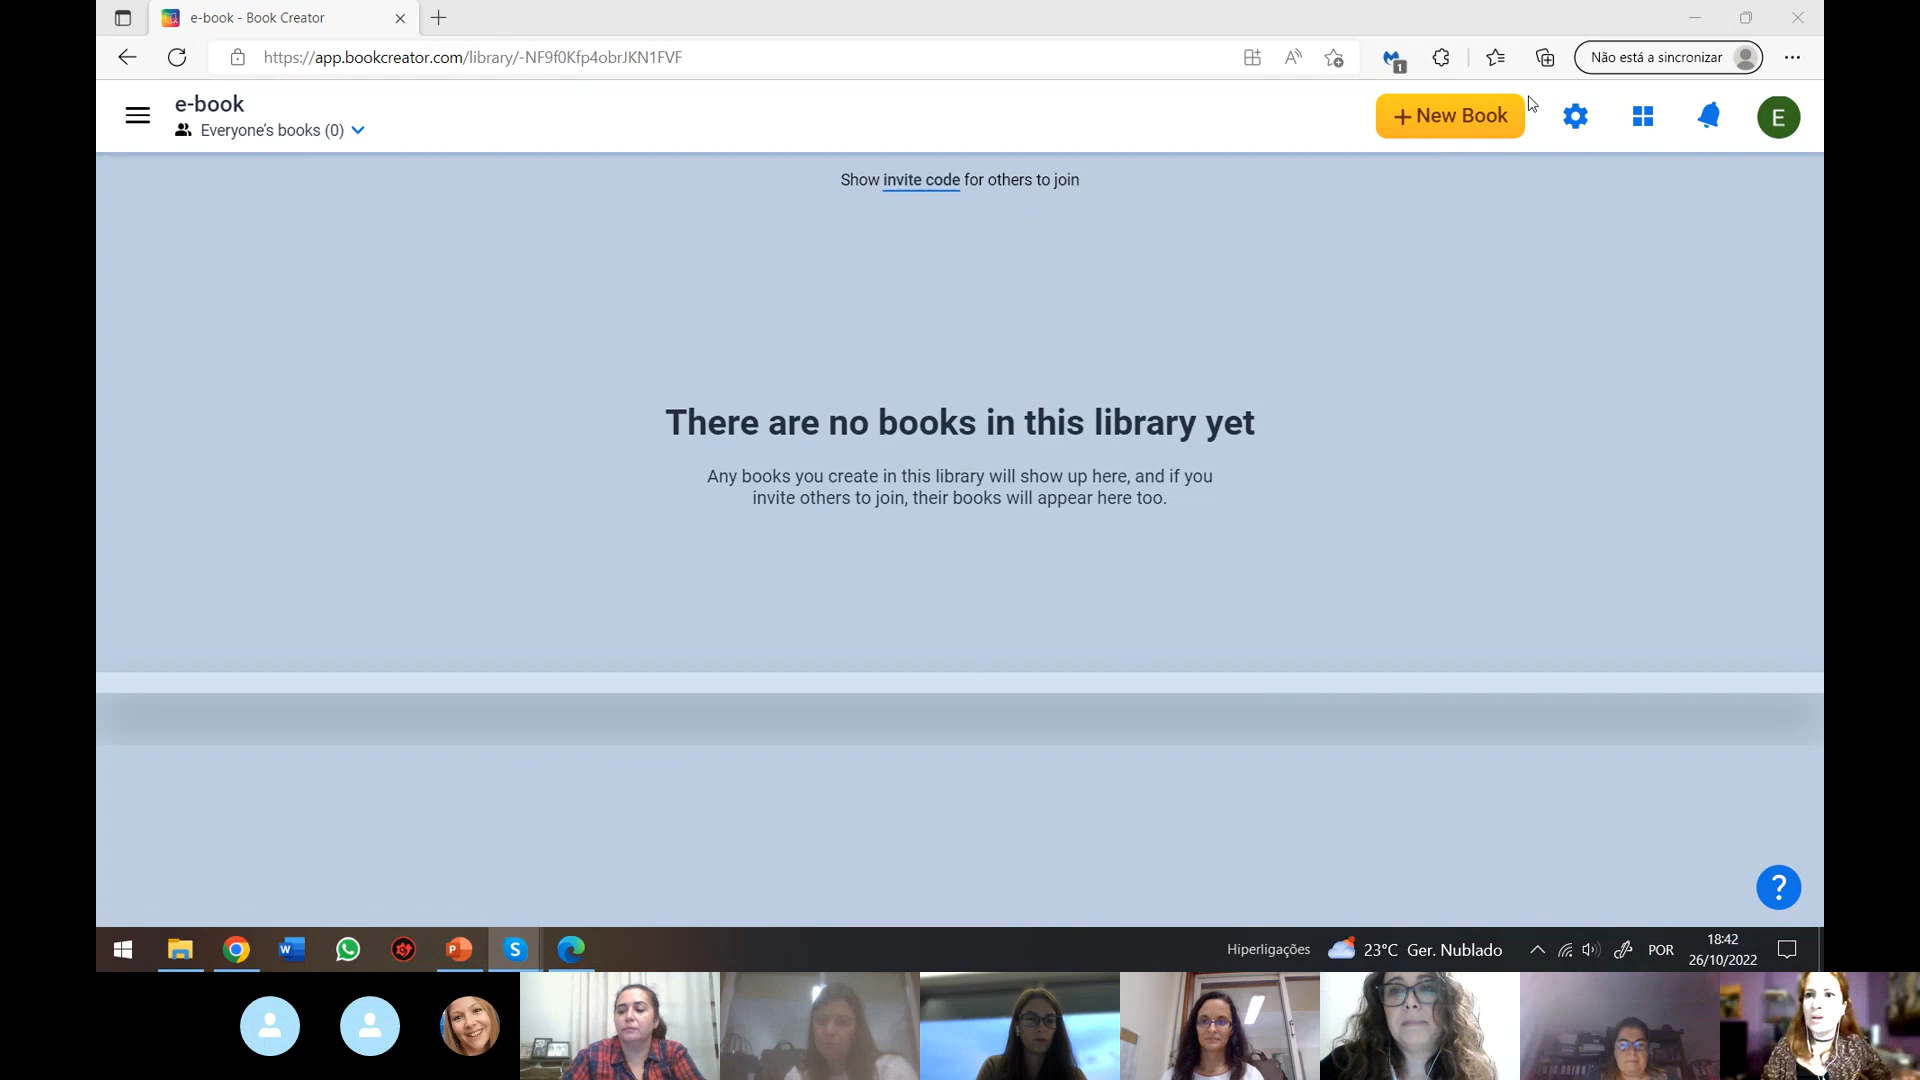 e-book - Book Creator
https://app.bookcreator.com/library/-NF9f0Kfp4obrJKN1FVF
1
Não está a sincronizar
e-book
Everyone's books (0)
+ New Book
E
Show invite code for others to join
There are no books in this library yet
Any books you create in this library will show up here, and if you
invite others to join, their books will appear here too.
?
Hiperligações
23°C Ger. Nublado
POR
18:42
26/10/2022